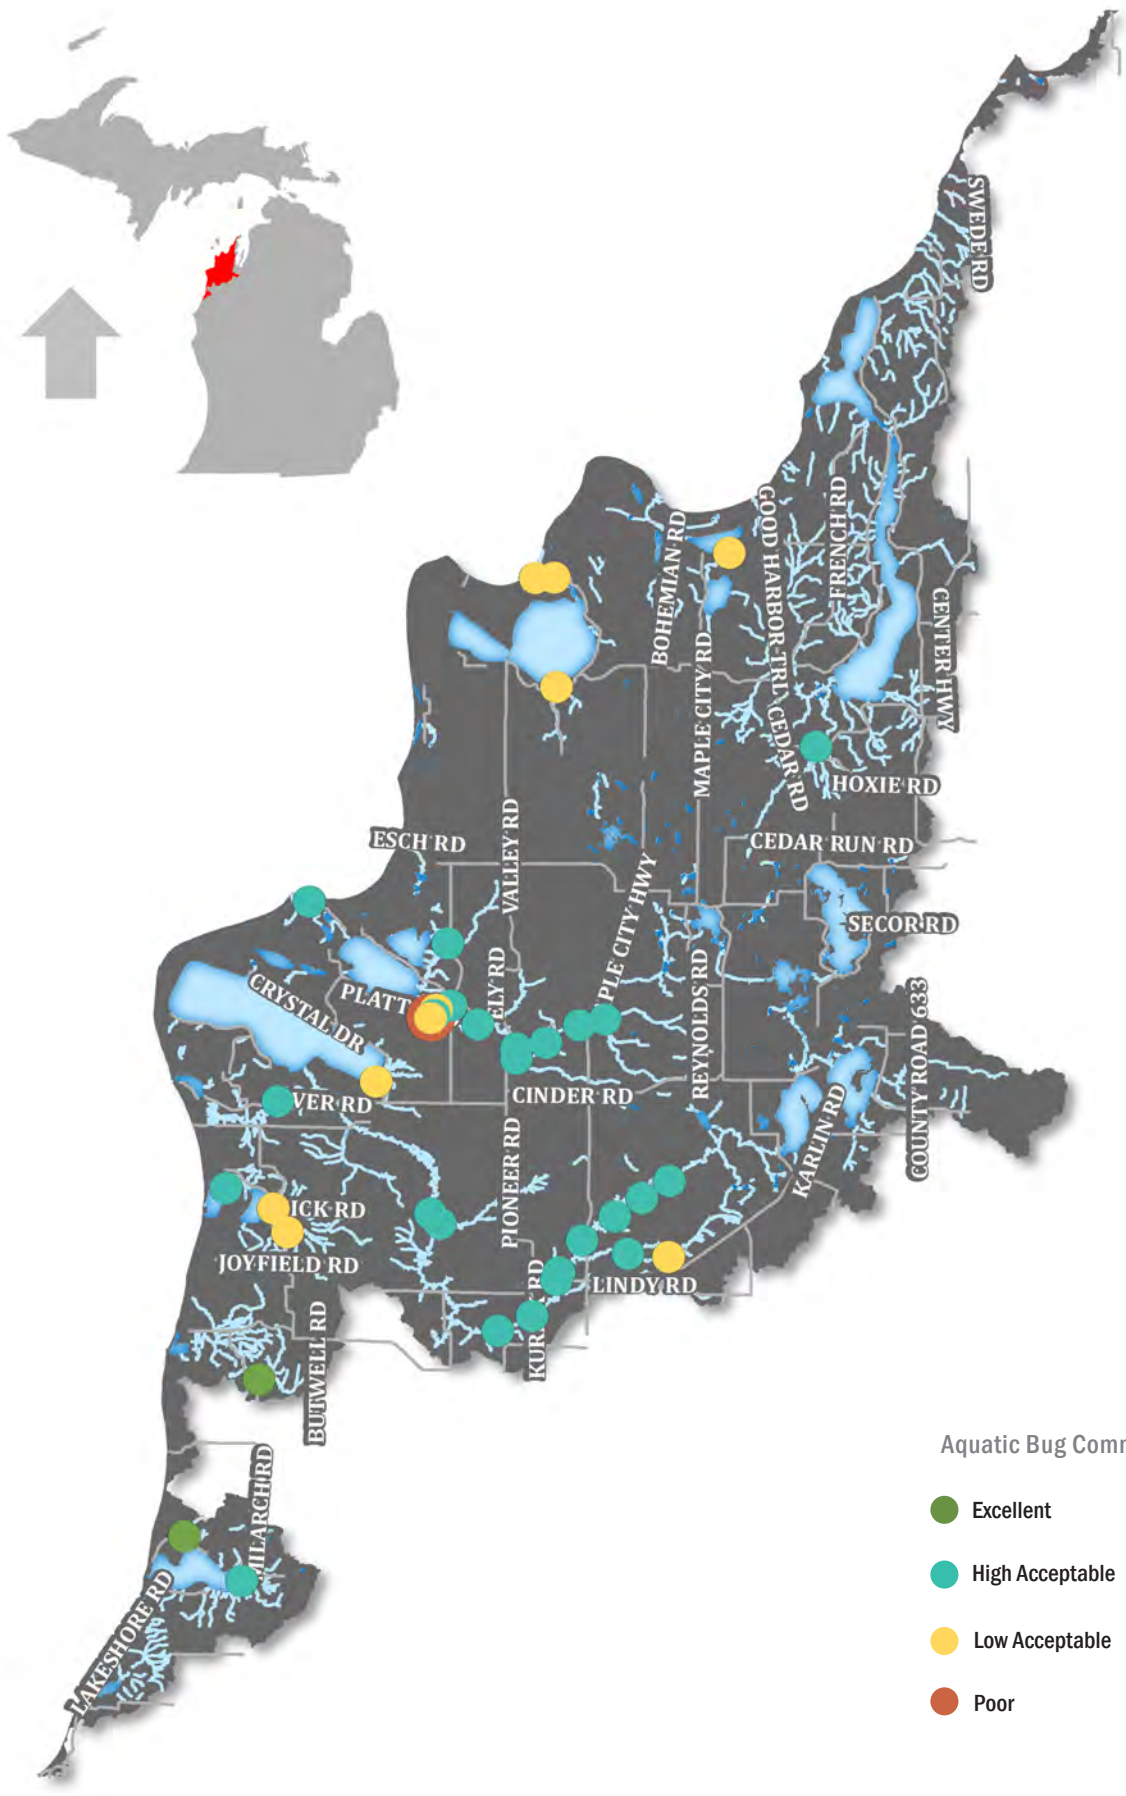 SWEDE RD
GOOD HARBOR TRL
FRENCH RD
BOHEMIAN RD
CENTER HWY
MAPLE CITY RD
CEDAR RD
HOXIE RD
ESCH RD
VALLEY RD
CEDAR RUN RD
PLE CITY HWY
SECOR RD
ELY RD
REYNOLDS RD
CRYSTAL DR
PLATT
COUNTY ROAD 633
VER RD
CINDER RD
KARLIN RD
PIONEER RD
ICK RD
JOYFIELD RD
LINDY RD
KUR
RD
BUTWELL RD
MILARCH RD
LAKESHORE RD
Aquatic Bug Com
Excellent
High Acceptable
Low Acceptable
Poor